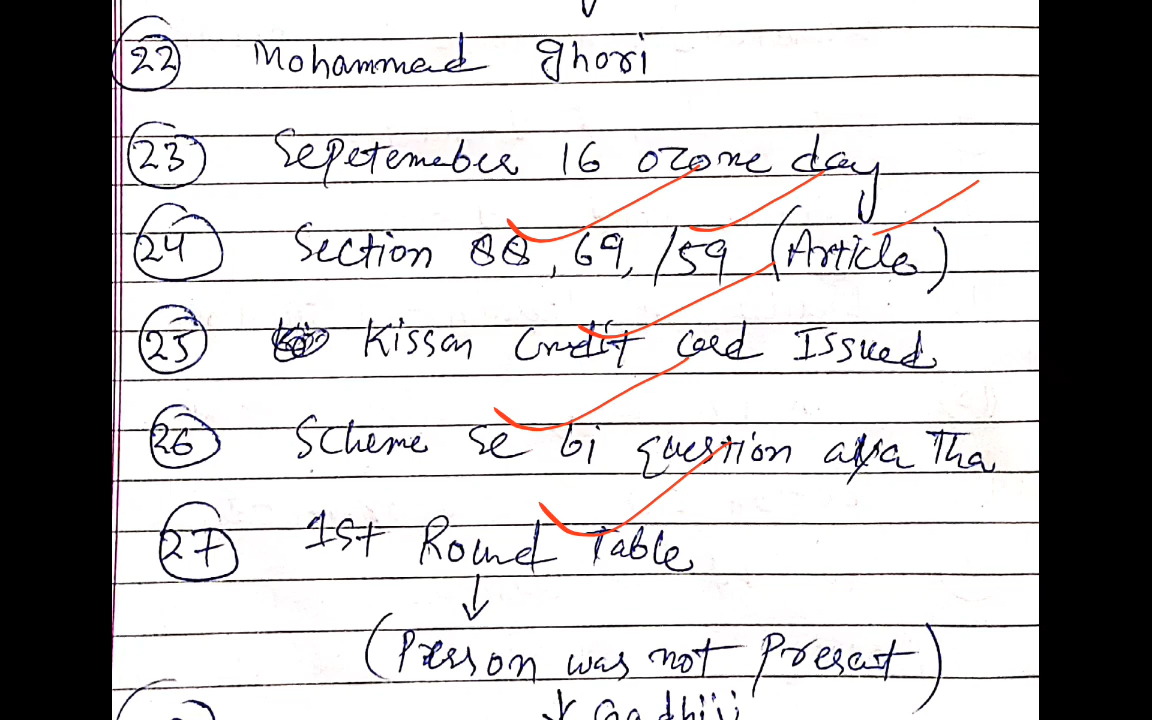 22 Mohammad Ghori
23 Sepetemeber 16 ozone day
24 Section 88, 69, /59 (Article)
25 Kissan Credit card Issued
26 Scheme se bi question aya Tha
27 1st Round Table
↓
(Person was not Present)
Gadhiji